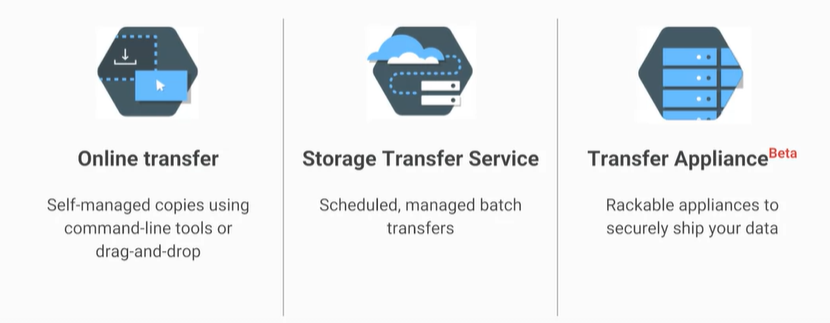 Online transfer
Self-managed copies using
command-line tools or
drag-and-drop
Storage Transfer Service
Scheduled, managed batch
transfers
Transfer Appliance Beta
Rackable appliances to
securely ship your data